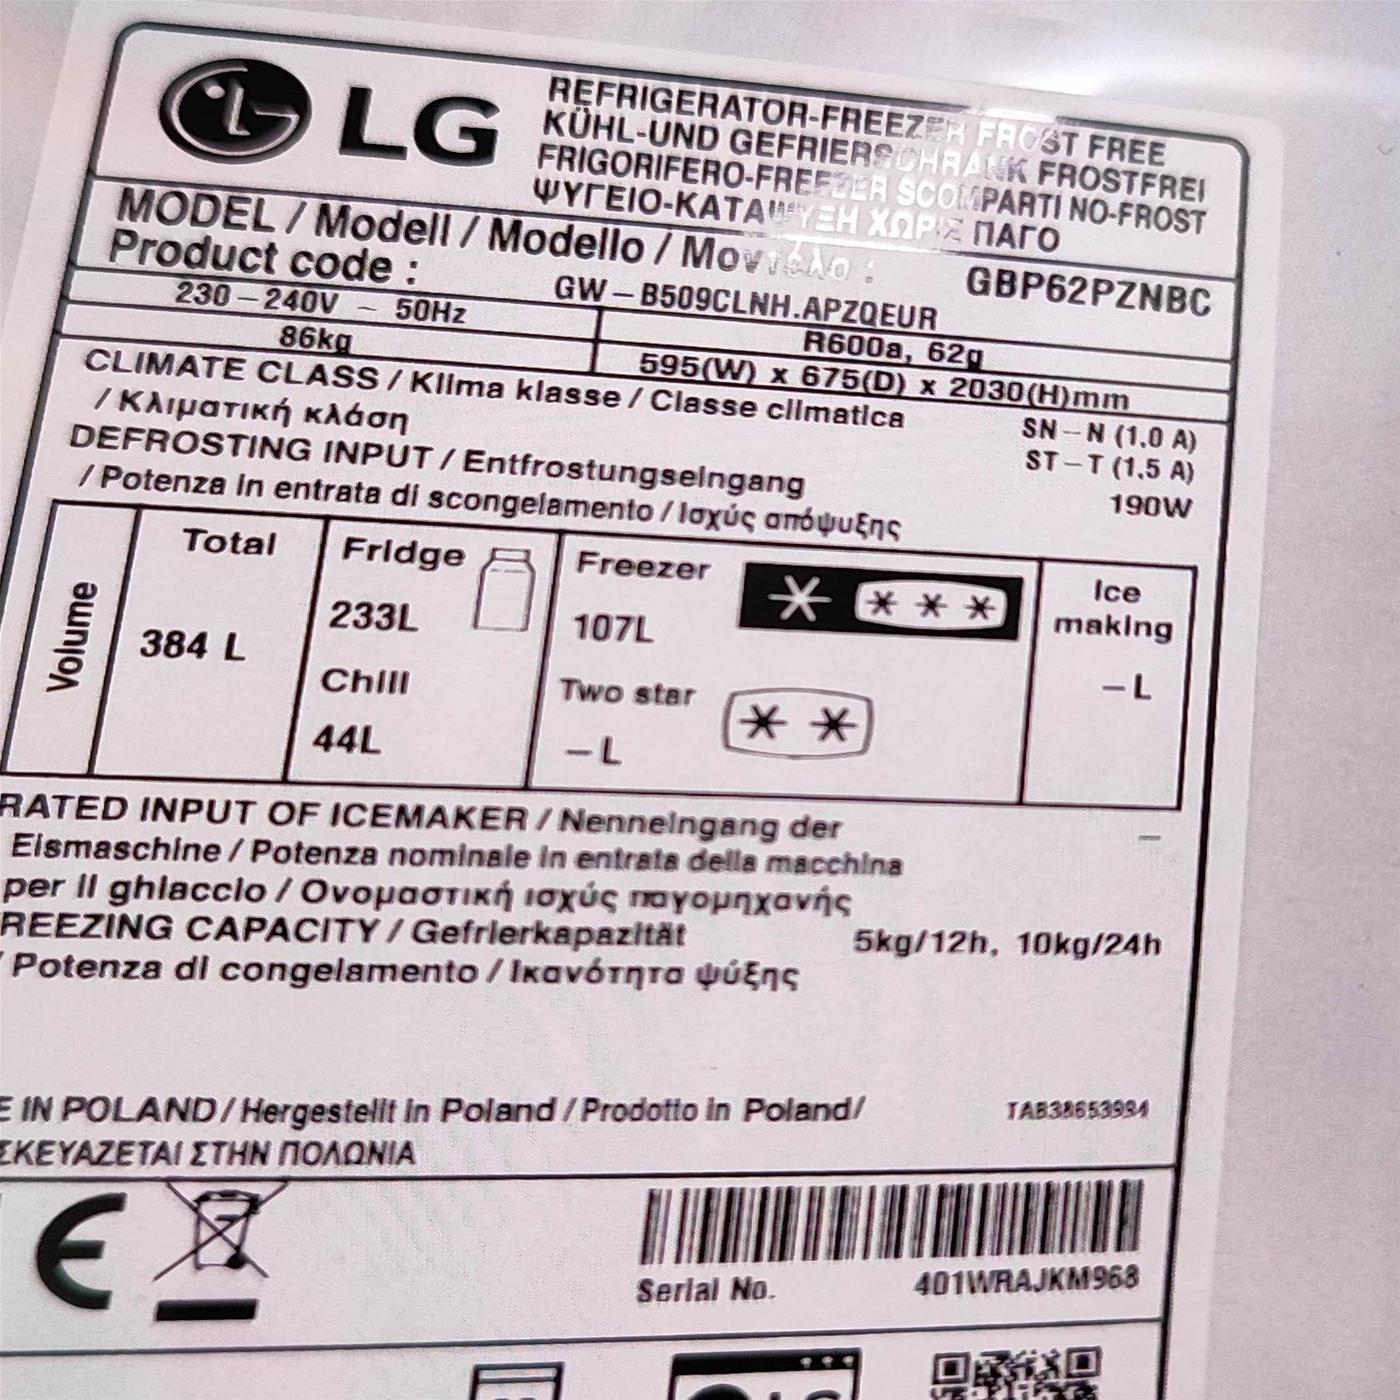 LG
REFRIGERATOR-FREEZER FROST FREE
KÜHL-UND GEFRIERSCHRANK FROSTFREI
FRIGORIFERO-FREEZER SCOMPARTI NO-FROST
ΨΥΓΕΙΟ-ΚΑΤΑΨΥΞΗ ΧΩΡΙΣ ΠΑΓΟ
MODEL / Modell / Modello / Μοντέλο : GBP62PZNBC
Product code : GW-B509CLNH.APZQEUR
230-240V ~ 50Hz R600a, 62g
86kg 595(W) x 675(D) x 2030(H)mm
CLIMATE CLASS / Klima klasse / Classe climatica SN-N (1.0 A)
/ Κλιματική κλάση ST-T (1.5 A)
DEFROSTING INPUT / Entfrostungseingang 190W
/ Potenza in entrata di scongelamento / Ισχύς απόψυξης
Volume
Total
384 L
Fridge
233L
Chill
44L
Freezer
107L
Two star
-L
Ice
making
-L
RATED INPUT OF ICEMAKER / Nenneingang der -
Eismaschine / Potenza nominale in entrata della macchina
per il ghiaccio / Ονομαστική ισχύς παγομηχανής
REEZING CAPACITY / Gefrierkapazität 5kg/12h, 10kg/24h
/ Potenza di congelamento / Ικανότητα ψύξης
E IN POLAND / Hergestellt in Poland / Prodotto in Poland/ TAB38653994
ΣΚΕΥΑΖΕΤΑΙ ΣΤΗΝ ΠΟΛΩΝΙΑ
CE
Serial No. 401WRAJKM968